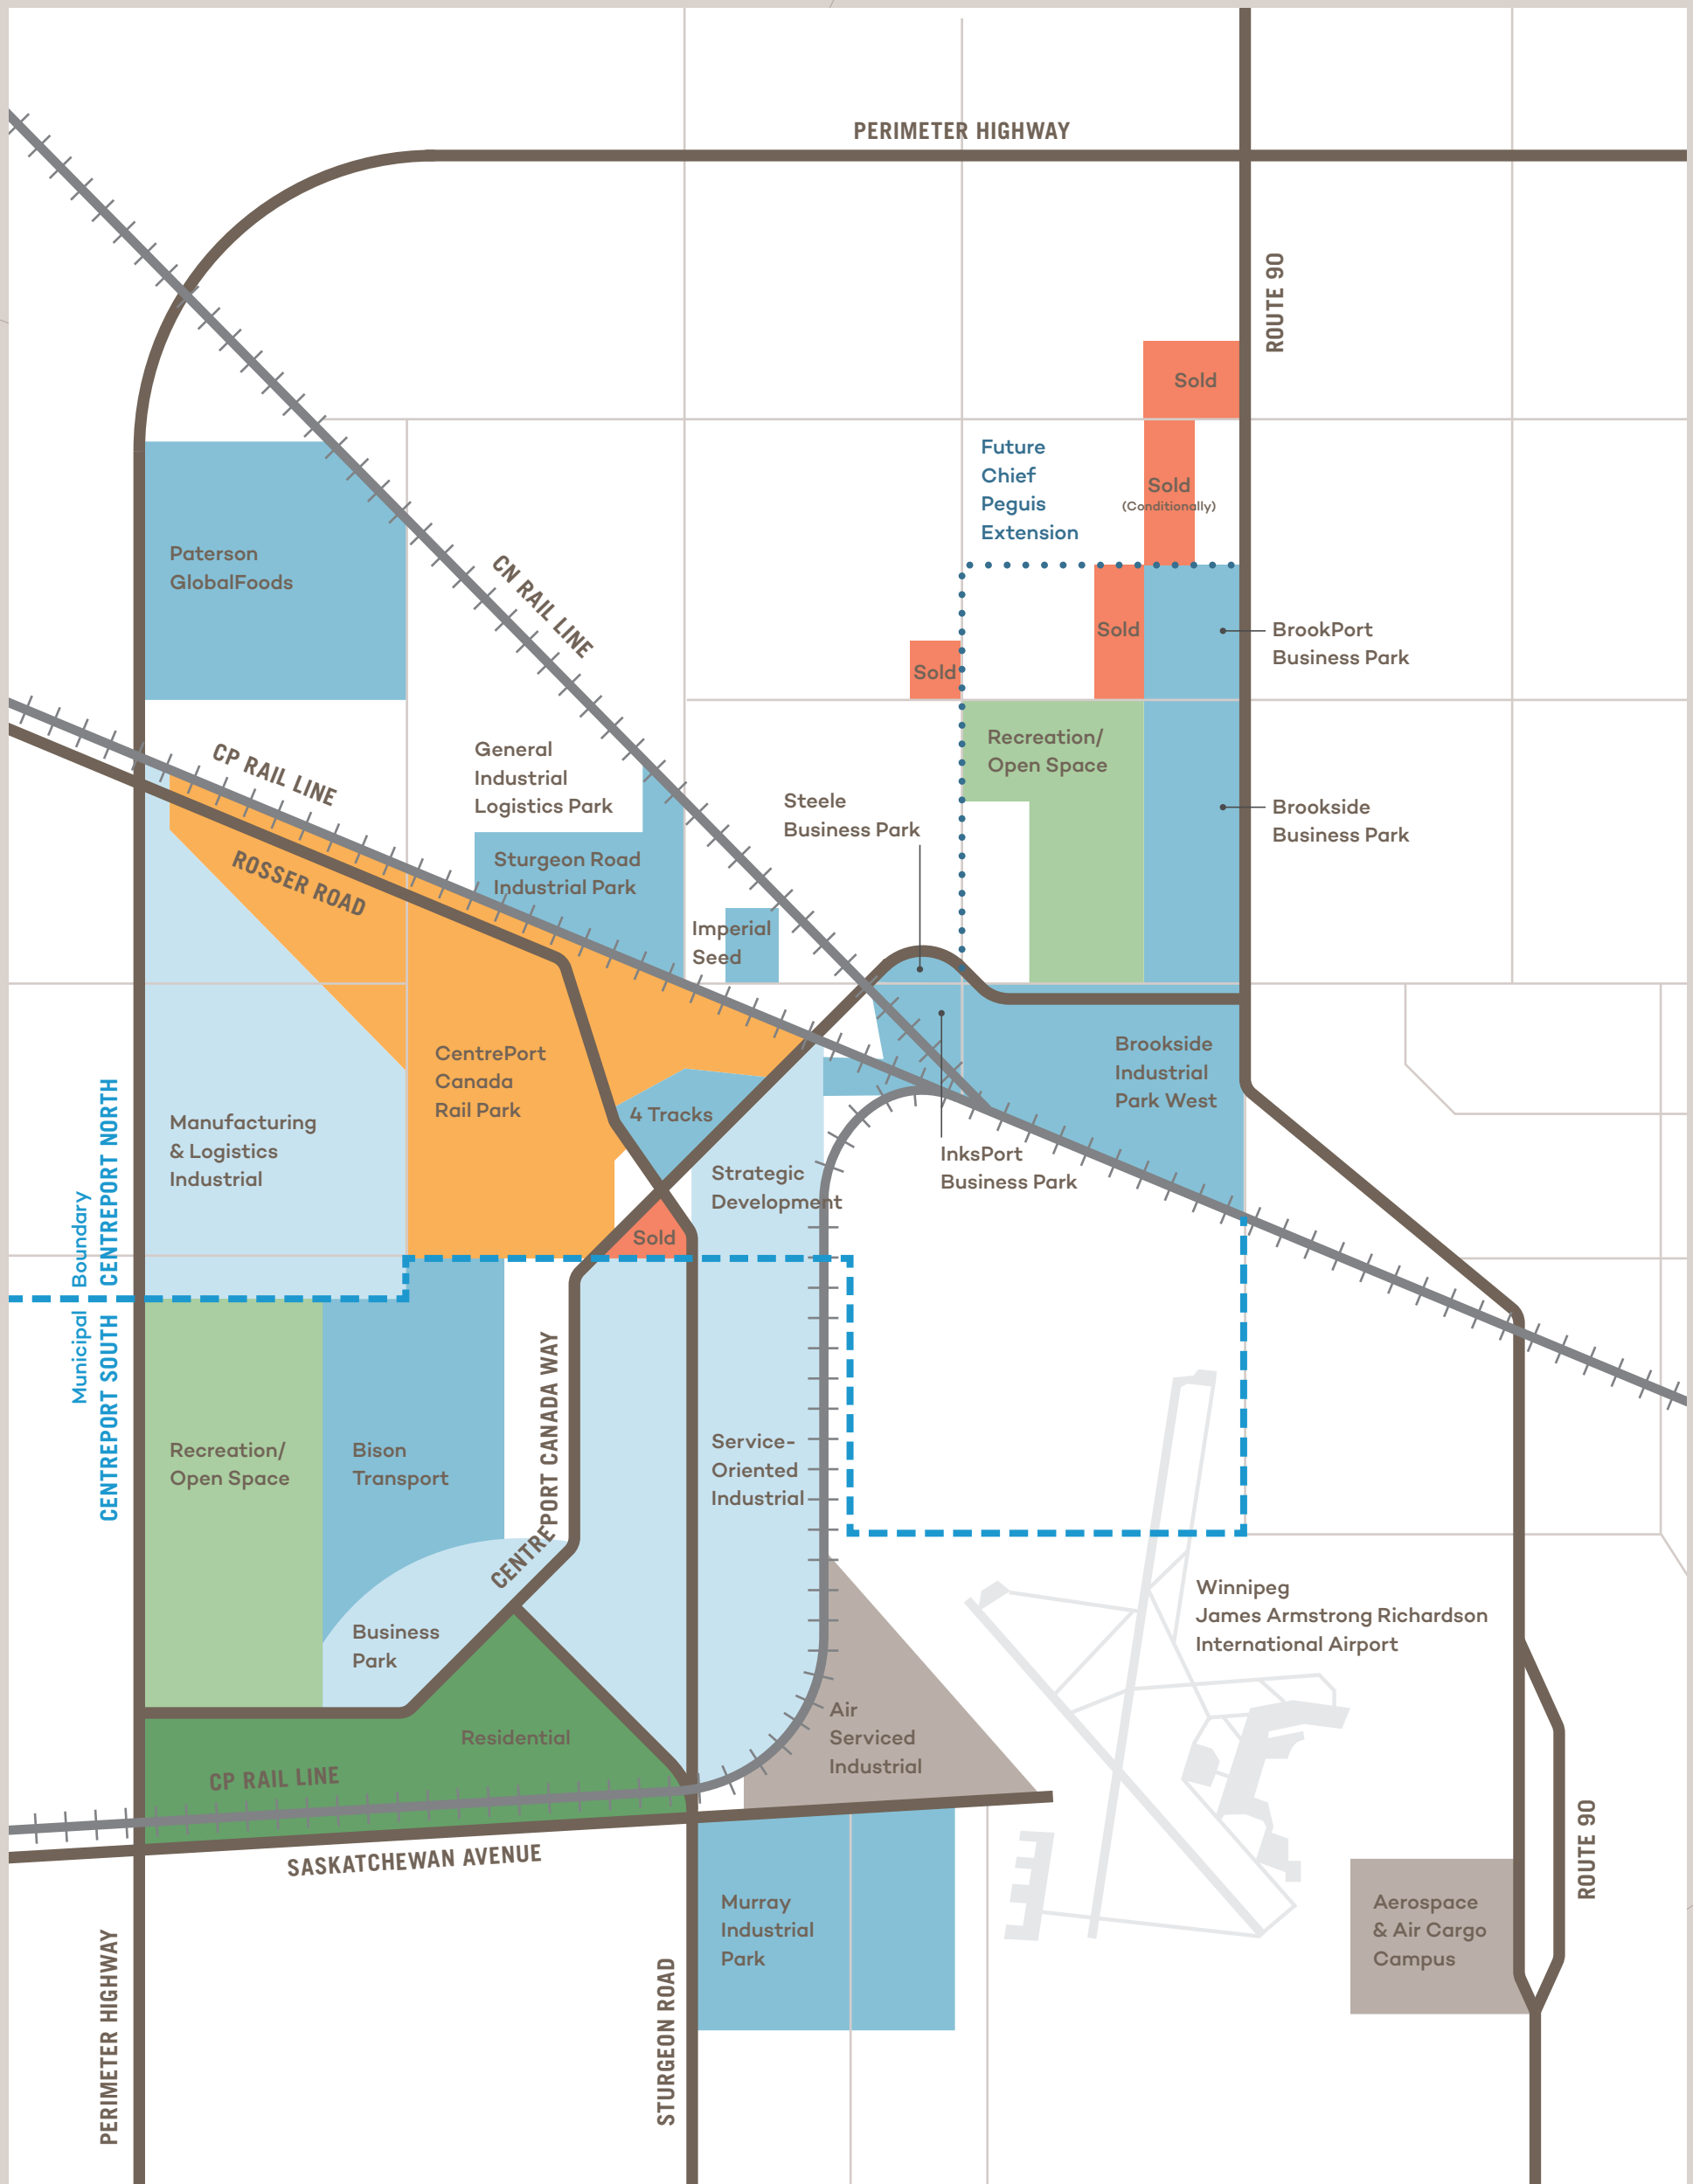 PERIMETER HIGHWAY
ROUTE 90
Sold
Future
Chief
Peguis
Extension
Sold
(Conditionally)
Paterson
GlobalFoods
CN RAIL LINE
Sold
BrookPort
Business Park
Sold
CP RAIL LINE
General
Industrial
Logistics Park
Recreation/
Open Space
Steele
Business Park
Brookside
Business Park
ROSSER ROAD
Sturgeon Road
Industrial Park
Imperial
Seed
CentrePort
Canada
Rail Park
Brookside
Industrial
Park West
4 Tracks
Manufacturing
& Logistics
Industrial
InksPort
Business Park
Strategic
Development
Sold
Municipal Boundary
CENTREPORT NORTH
CENTREPORT SOUTH
CENTREPORT CANADA WAY
Recreation/
Open Space
Bison
Transport
Service-
Oriented
Industrial
Winnipeg
James Armstrong Richardson
International Airport
Business
Park
Residential
Air
Serviced
Industrial
CP RAIL LINE
SASKATCHEWAN AVENUE
ROUTE 90
Murray
Industrial
Park
Aerospace
& Air Cargo
Campus
PERIMETER HIGHWAY
STURGEON ROAD